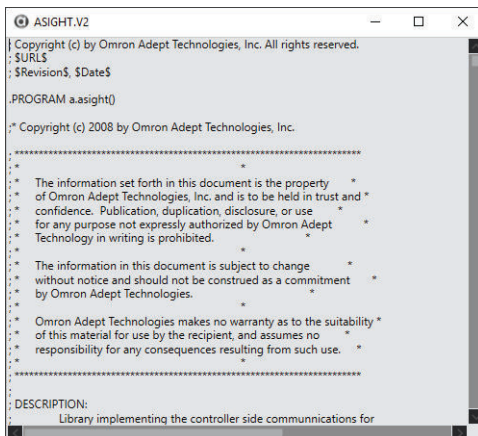 ASIGHT.V2
; Copyright (c) by Omron Adept Technologies, Inc. All rights reserved.
; $URL$
; $Revision$, $Date$
.PROGRAM a.asight()
;* Copyright (c) 2008 by Omron Adept Technologies, Inc.
; **********************************************************************
; * *
; * The information set forth in this document is the property *
; * of Omron Adept Technologies, Inc. and is to be held in trust and *
; * confidence. Publication, duplication, disclosure, or use *
; * for any purpose not expressly authorized by Omron Adept *
; * Technology in writing is prohibited. *
; * *
; * The information in this document is subject to change *
; * without notice and should not be construed as a commitment *
; * by Omron Adept Technologies. *
; * *
; * Omron Adept Technologies makes no warranty as to the suitability *
; * of this material for use by the recipient, and assumes no *
; * responsibility for any consequences resulting from such use. *
; * *
; **********************************************************************
;
; DESCRIPTION:
; Library implementing the controller side communnications for